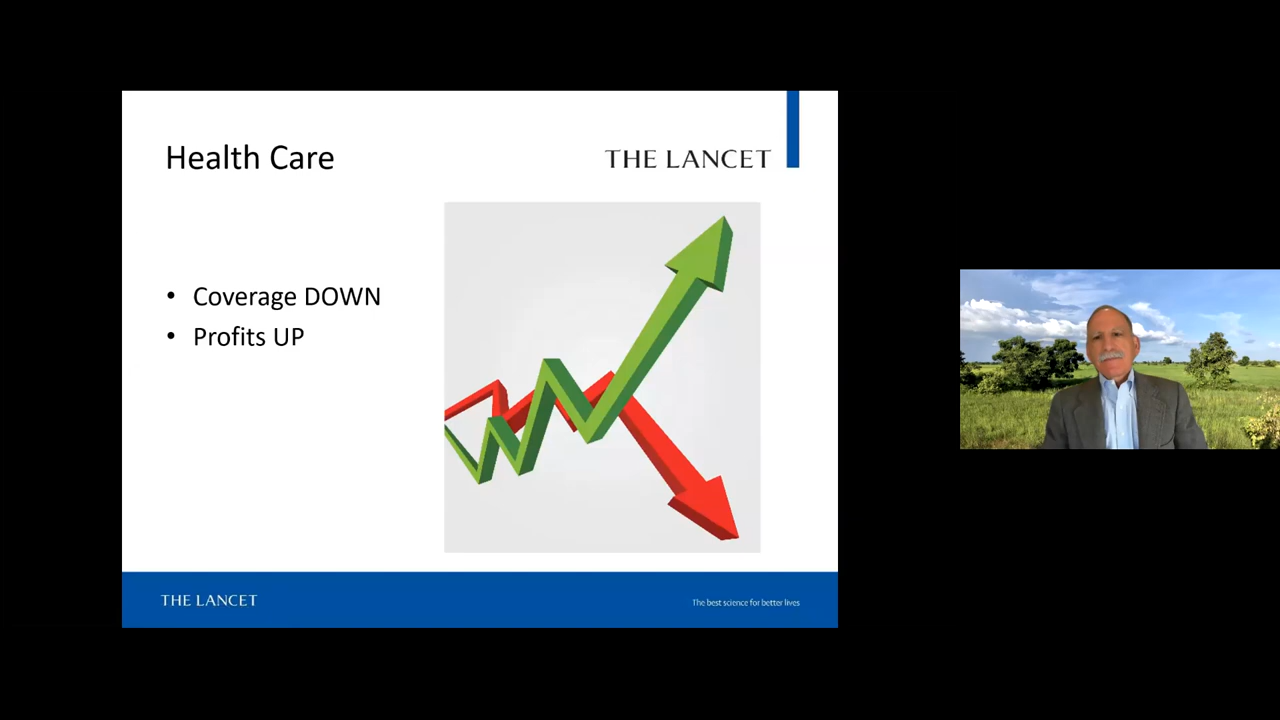 Health Care
THE LANCET
• Coverage DOWN
• Profits UP
THE LANCET
The best science for better lives